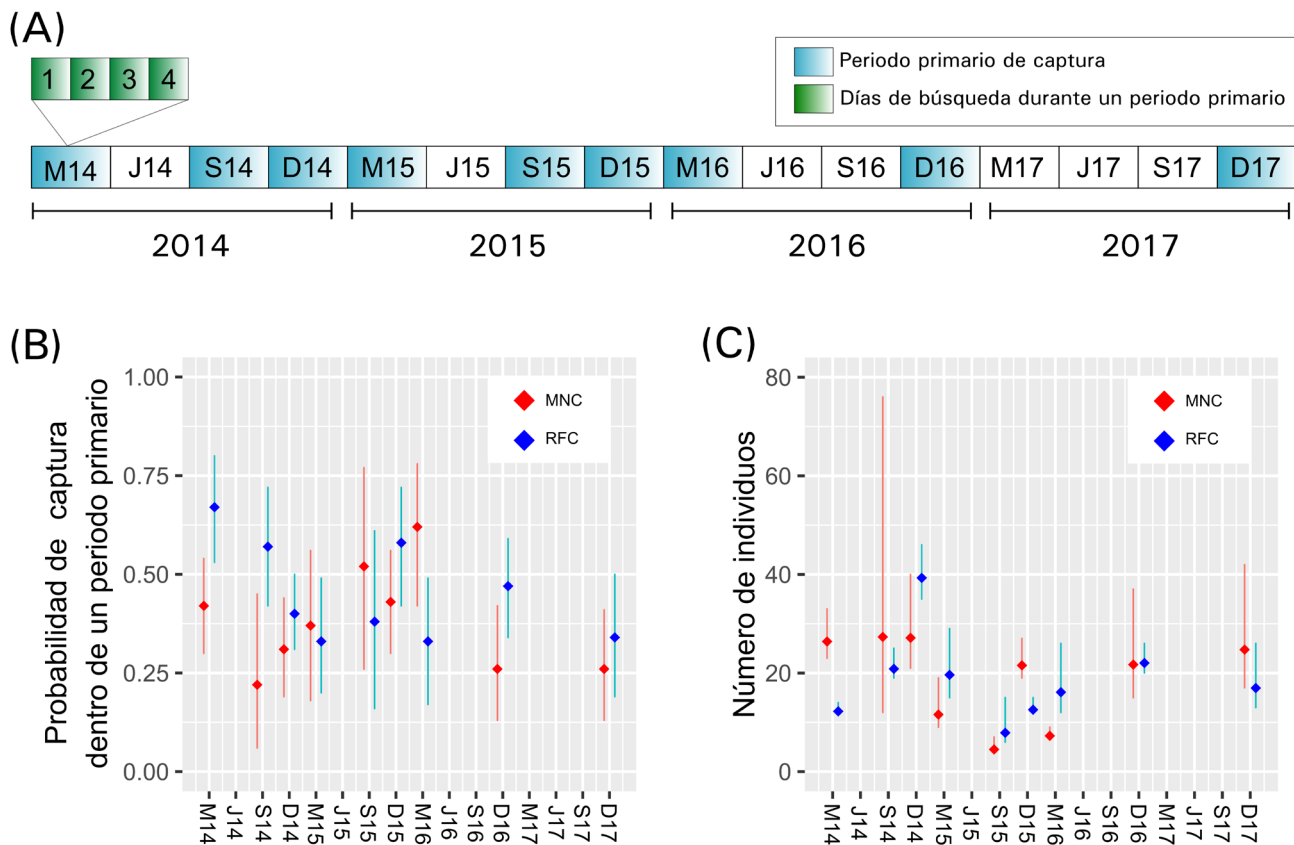 (A)
1 2 3 4
Periodo primario de captura
Días de búsqueda durante un periodo primario
M14 J14 S14 D14 M15 J15 S15 D15 M16 J16 S16 D16 M17 J17 S17 D17
2014 2015 2016 2017
(B)
Probabilidad de captura
dentro de un periodo primario
1.00
0.75
0.50
0.25
0.00
MNC
RFC
M14 J14 S14 D14 M15 J15 S15 D15 M16 J16 S16 D16 M17 J17 S17 D17
(C)
Número de individuos
80
60
40
20
0
MNC
RFC
M14 J14 S14 D14 M15 J15 S15 D15 M16 J16 S16 D16 M17 J17 S17 D17